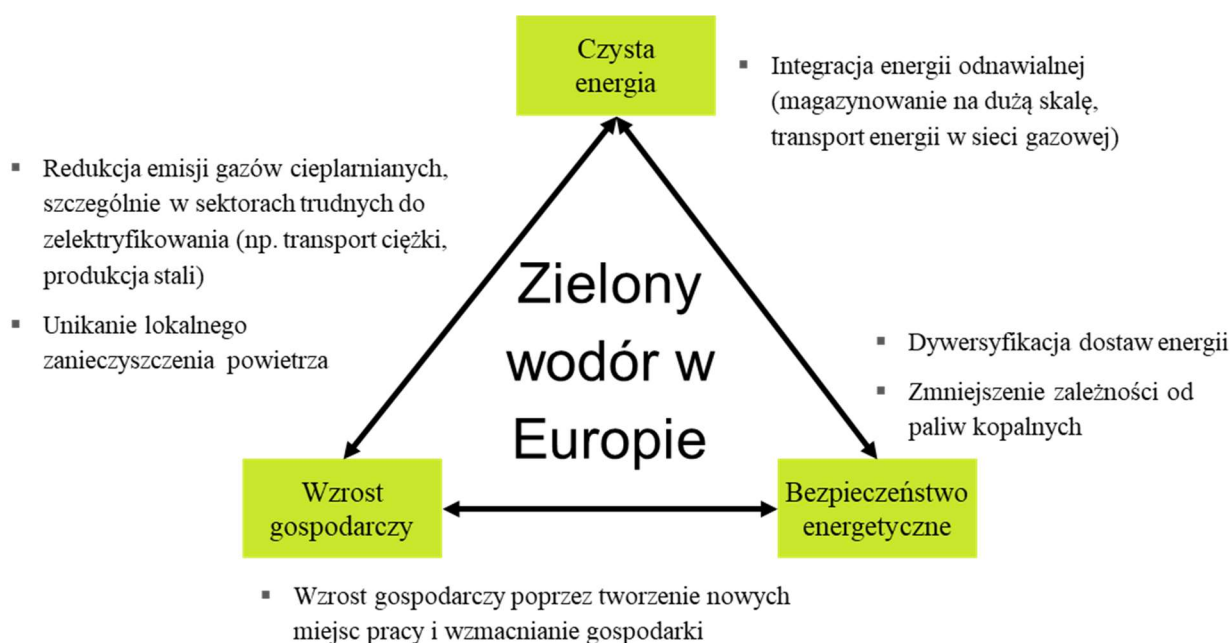 Czysta
energia
▪ Integracja energii odnawialnej
(magazynowanie na dużą skalę,
transport energii w sieci gazowej)
▪ Redukcja emisji gazów cieplarnianych,
szczególnie w sektorach trudnych do
zelektryfikowania (np. transport ciężki,
produkcja stali)
▪ Unikanie lokalnego
zanieczyszczenia powietrza
Zielony
wodór w
Europie
▪ Dywersyfikacja dostaw energii
▪ Zmniejszenie zależności od
paliw kopalnych
Wzrost
gospodarczy
Bezpieczeństwo
energetyczne
▪ Wzrost gospodarczy poprzez tworzenie nowych
miejsc pracy i wzmacnianie gospodarki